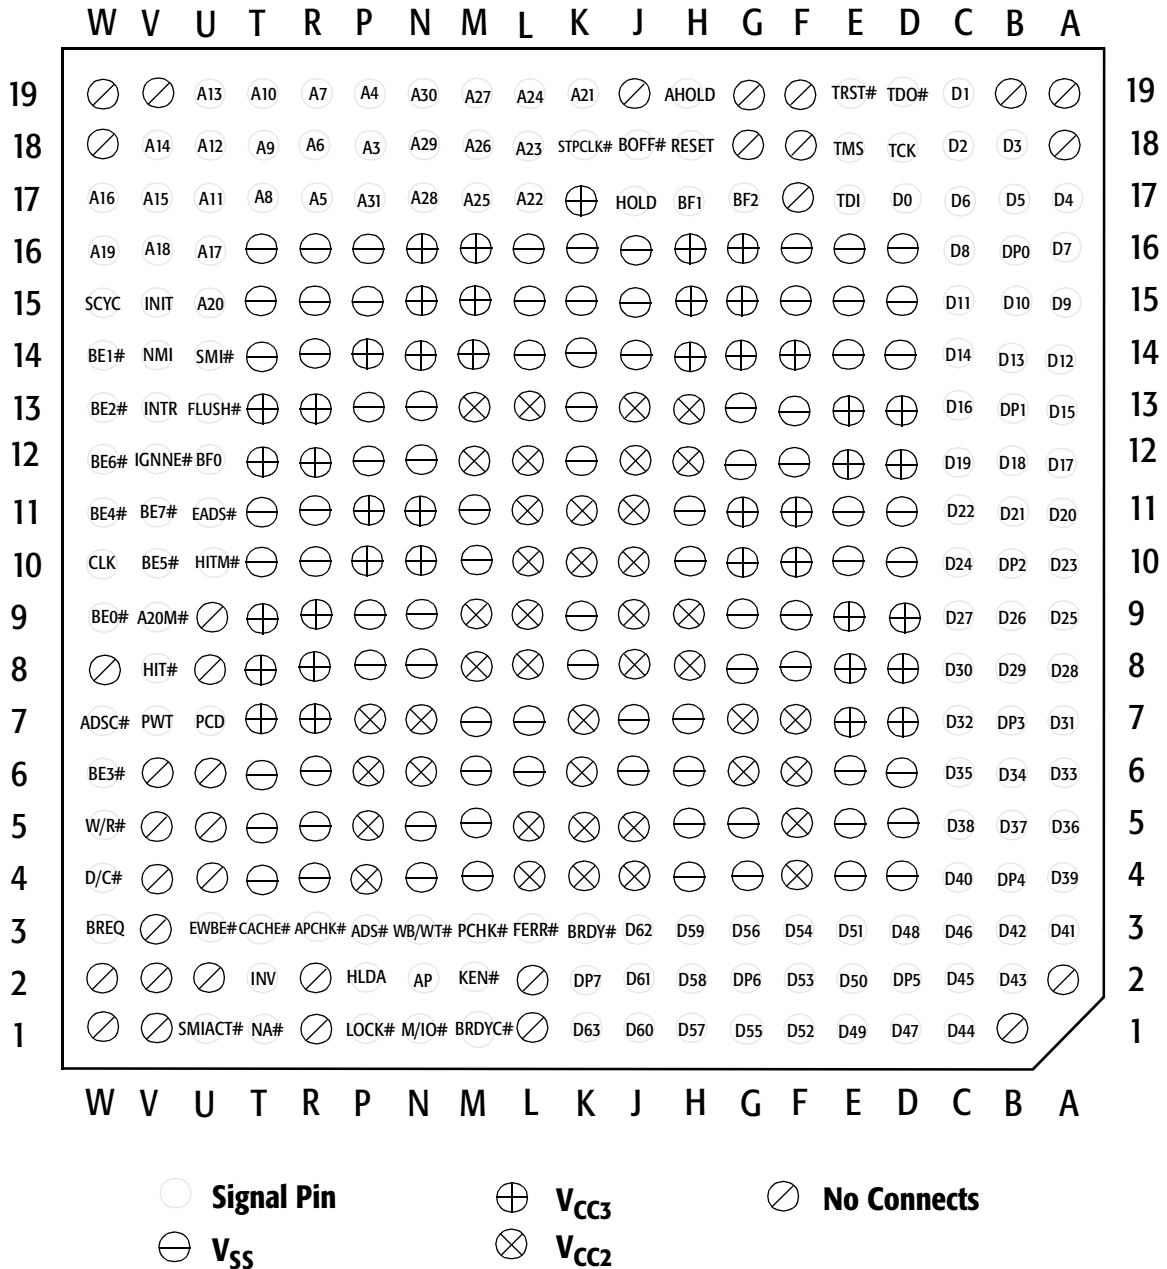 W V U T R P N M L K J H G F E D C B A
19 A13 A10 A7 A4 A30 A27 A24 A21 AHOLD TRST# TDO# D1 19
18 A14 A12 A9 A6 A3 A29 A26 A23 STPCLK# BOFF# RESET TMS TCK D2 D3 18
17 A16 A15 A11 A8 A5 A31 A28 A25 A22 HOLD BF1 BF2 TDI D0 D6 D5 D4 17
16 A19 A18 A17 D8 DP0 D7 16
15 SCYC INIT A20 D11 D10 D9 15
14 BE1# NMI SMI# D14 D13 D12 14
13 BE2# INTR FLUSH# D16 DP1 D15 13
12 BE6# IGNNE# BF0 D19 D18 D17 12
11 BE4# BE7# EADS# D22 D21 D20 11
10 CLK BE5# HITM# D24 DP2 D23 10
9 BE0# A20M# D27 D26 D25 9
8 HIT# D30 D29 D28 8
7 ADSC# PWT PCD D32 DP3 D31 7
6 BE3# D35 D34 D33 6
5 W/R# D38 D37 D36 5
4 D/C# D40 DP4 D39 4
3 BREQ EWBE# CACHE# APCHK# ADS# WB/WT# PCHK# FERR# BRDY# D62 D59 D56 D54 D51 D48 D46 D42 D41 3
2 INV HLDA AP KEN# DP7 D61 D58 DP6 D53 D50 DP5 D45 D43 2
1 SMIACT# NA# LOCK# M/IO# BRDYC# D63 D60 D57 D55 D52 D49 D47 D44 1
W V U T R P N M L K J H G F E D C B A
Signal Pin VCC3 No Connects
VSS VCC2